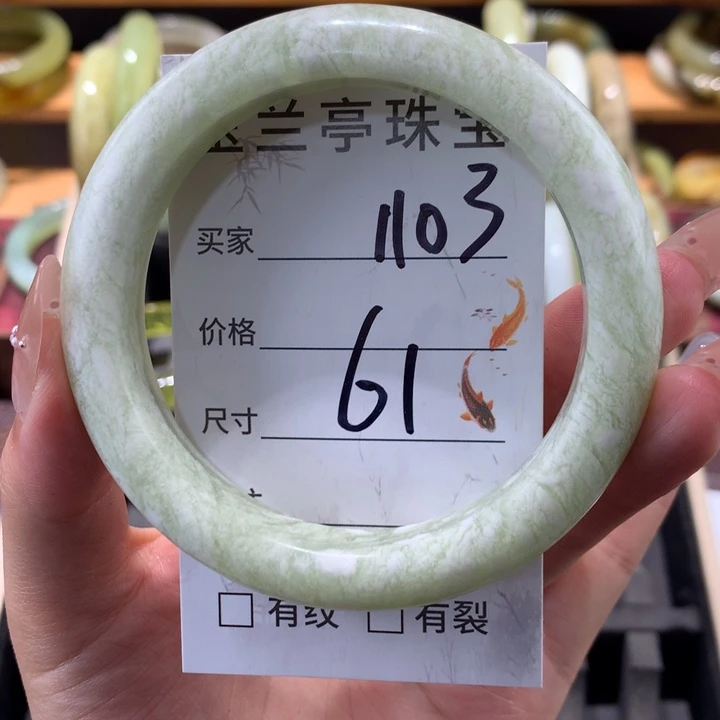 兰亭珠宝
买家 1103
价格
尺寸 61
□ 有纹 □ 有裂